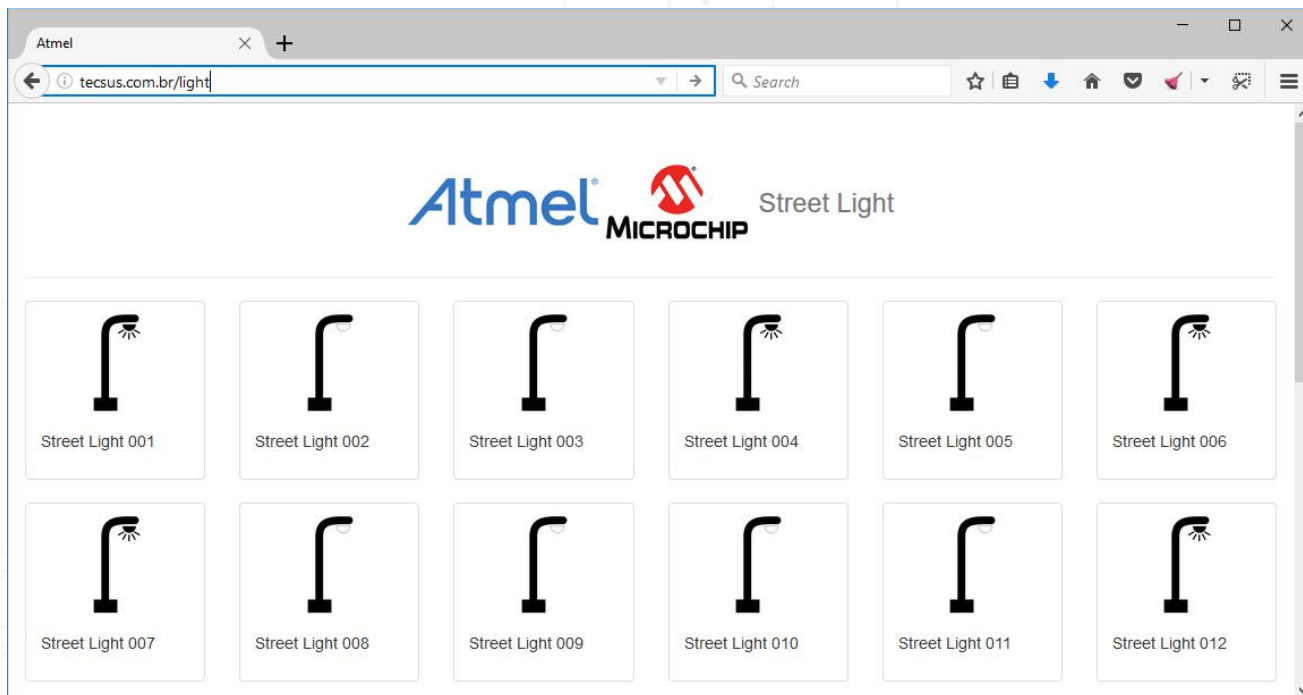 Atmel
tecsus.com.br/light
Search
Atmel®
MICROCHIP
Street Light
Street Light 001
Street Light 002
Street Light 003
Street Light 004
Street Light 005
Street Light 006
Street Light 007
Street Light 008
Street Light 009
Street Light 010
Street Light 011
Street Light 012